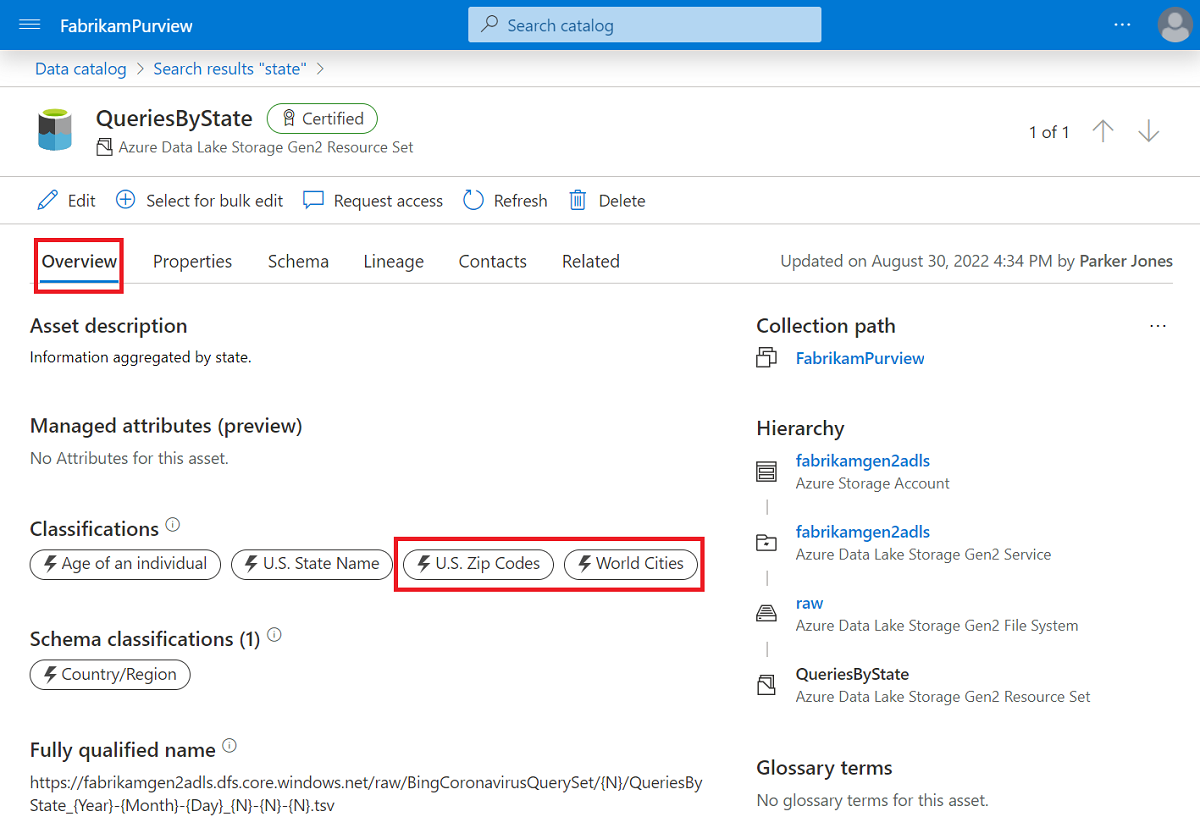 FabrikamPurview
Search catalog
...
Data catalog > Search results "state" >
QueriesByState
Certified
Azure Data Lake Storage Gen2 Resource Set
1 of 1
Edit
Select for bulk edit
Request access
Refresh
Delete
Overview
Properties
Schema
Lineage
Contacts
Related
Updated on August 30, 2022 4:34 PM by Parker Jones
Asset description
Information aggregated by state.
Managed attributes (preview)
No Attributes for this asset.
Classifications
Age of an individual
U.S. State Name
U.S. Zip Codes
World Cities
Schema classifications (1)
Country/Region
Fully qualified name
https://fabrikamgen2adls.dfs.core.windows.net/raw/BingCoronavirusQuerySet/{N}/QueriesBy
State_{Year}-{Month}-{Day}_{N}-{N}-{N}.tsv
Collection path
...
FabrikamPurview
Hierarchy
fabrikamgen2adls
Azure Storage Account
fabrikamgen2adls
Azure Data Lake Storage Gen2 Service
raw
Azure Data Lake Storage Gen2 File System
QueriesByState
Azure Data Lake Storage Gen2 Resource Set
Glossary terms
No glossary terms for this asset.